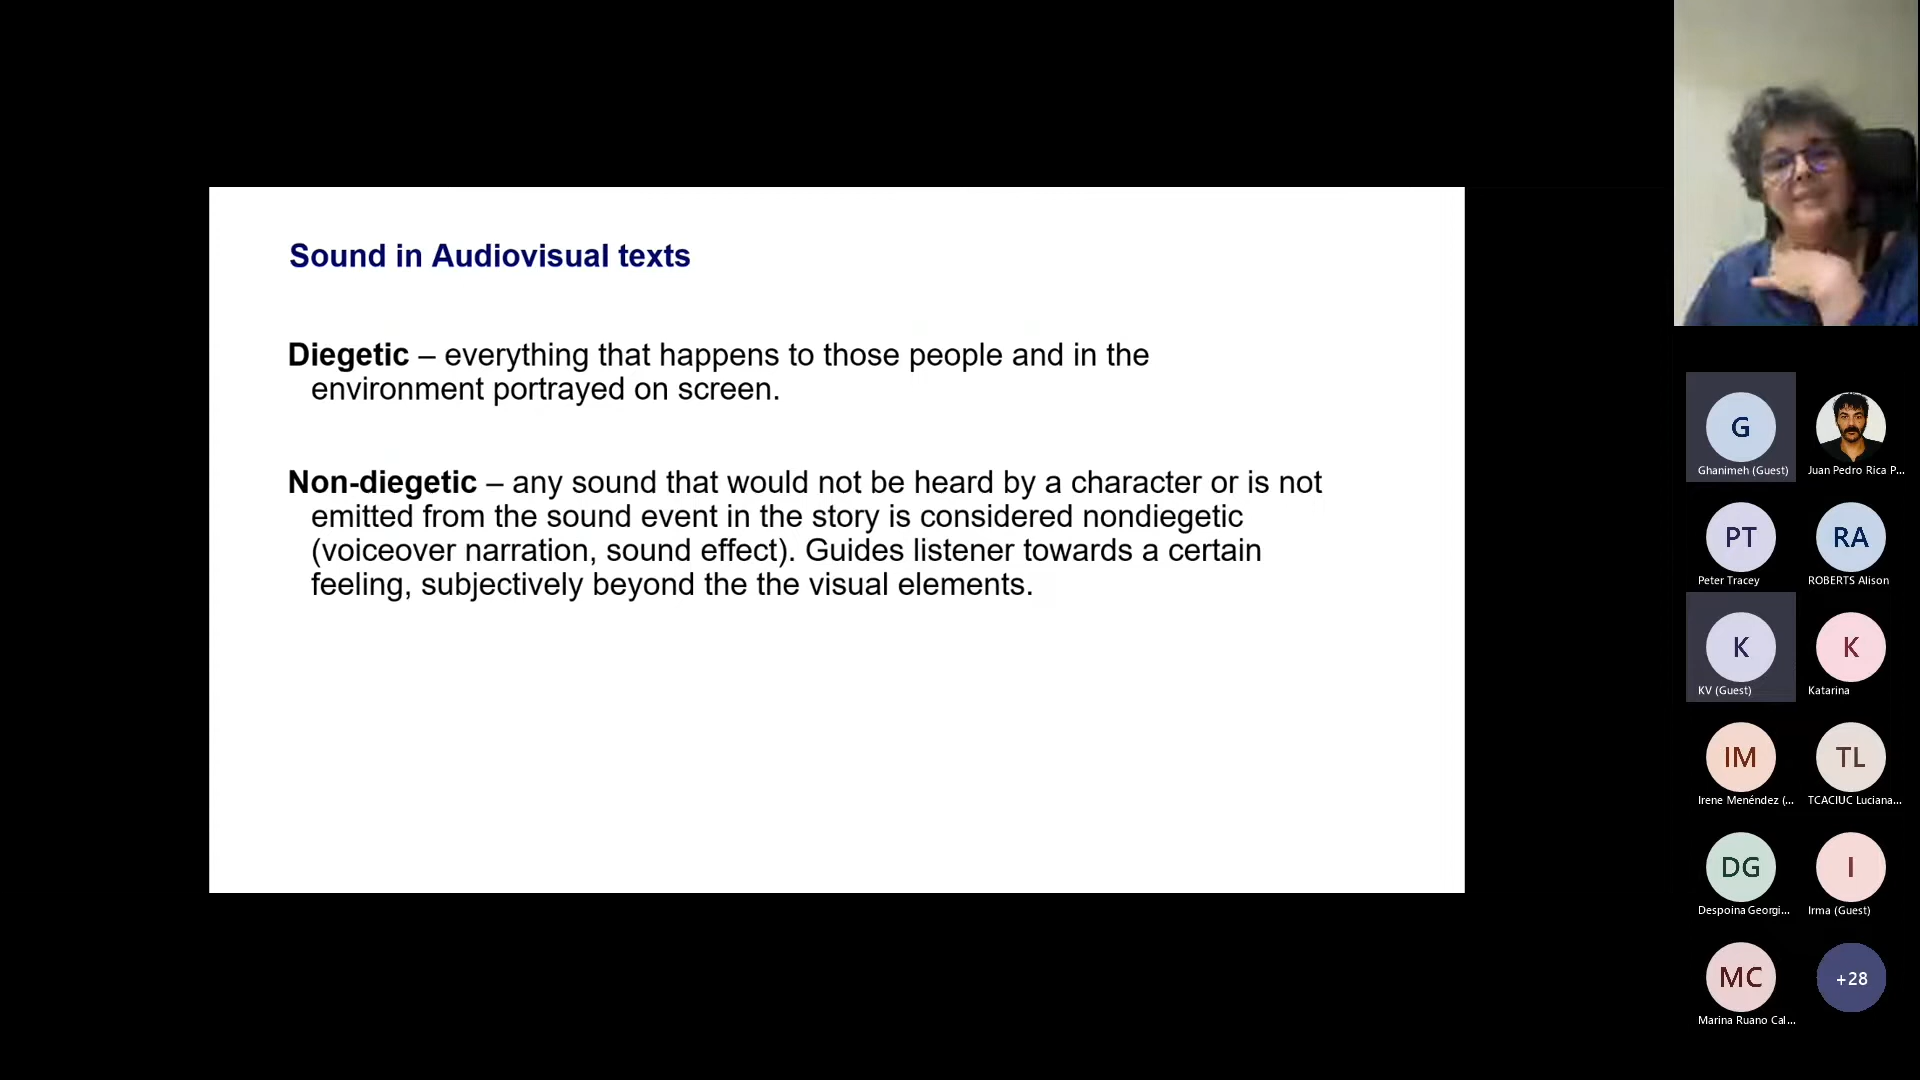 Sound in Audiovisual texts
Diegetic – everything that happens to those people and in the
environment portrayed on screen.
Non-diegetic – any sound that would not be heard by a character or is not
emitted from the sound event in the story is considered nondiegetic
(voiceover narration, sound effect). Guides listener towards a certain
feeling, subjectively beyond the the visual elements.
G
Ghanimeh (Guest)
Juan Pedro Rica P...
PT
RA
Peter Tracey
ROBERTS Alison
K
K
KV (Guest)
Katarina
IM
TL
Irene Menéndez (...
TCACIUC Luciana...
DG
I
Despoina Georgi...
Irma (Guest)
MC
+28
Marina Ruano Cal...